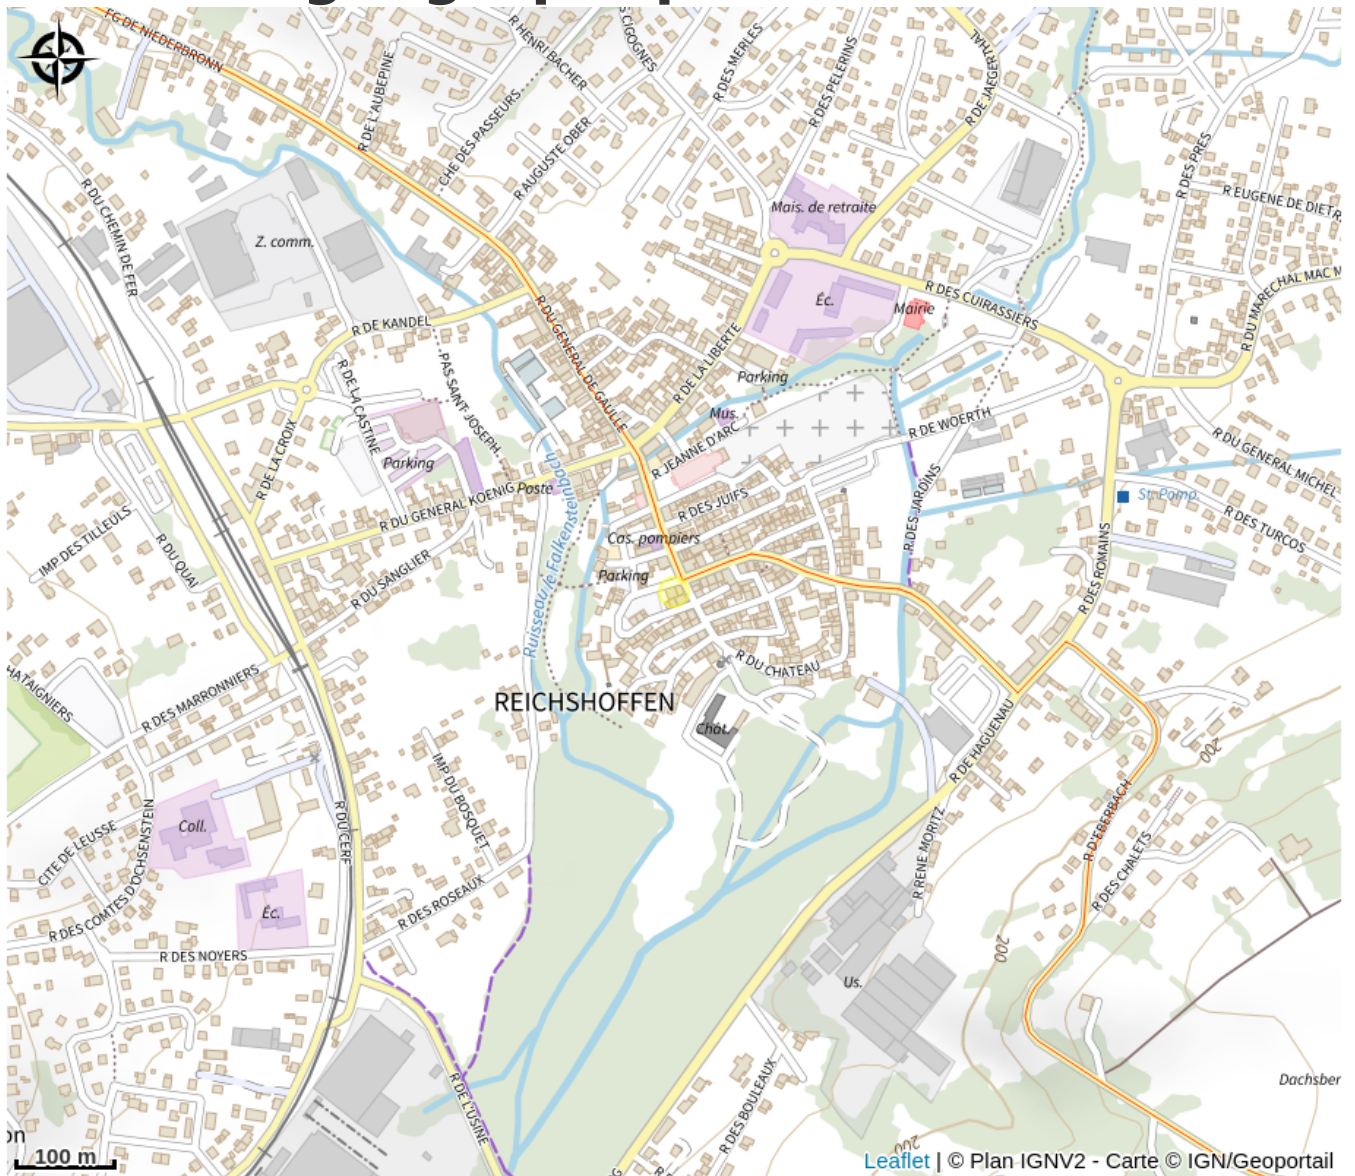 FG DE NIEDERBRONN
R HENRI BACHER
S CIGOGNES
R DES MERLES
R DES PELERINS
R DE JAEGERTHAL
R DE L'AUBEPINE
CHE DES PASSEURS
R AUGUSTE OBER
R DES PRES
R EUGENE DE DIETR
R DU CHEMIN DE FER
Z. comm.
Mais. de retraite
R DU MARECHAL MAC M
R DES CUIRASSIERS
Éc.
Mairie
R DE KANDEL
R DU GENERAL DE GAULLE
R DE LA LIBERTE
R DE LA CASTINE
PAS SAINT-JOSEPH
Parking
Mus.
R JEANNE D'ARC
R DE WOERTH
R DE LA CROIX
Parking
R DU GENERAL KOENIG
Poste
R DES JUIFS
R DES JARDINS
R DU GENERAL MICHEL
St. Pomp.
R DES TURCOS
IMP DES TILLEULS
R DU QUAI
R DU SANGLIER
Cas. pompiers
Parking
Ruisseau le Falkensteinbach
R DES ROMAINS
R DU CHATEAU
HATAIGNIERS
R DES MARRONNIERS
REICHSHOFFEN
Chât.
R DE HAGUENAU
200
IMP DU BOSQUET
R DU CERF
Coll.
CITE DE LEUSSE
R DES COMTES D'OCHSENSTEIN
R RENE MORITZ
R D'EBERBACH
R DES CHALETS
Éc.
R DES ROSEAUX
R DES NOYERS
200
Us.
R DE L'USINE
R DES BOULEAUX
Dachsber
200
on
100 m
G
Leaflet | © Plan IGNV2 - Carte © IGN/Geoportail